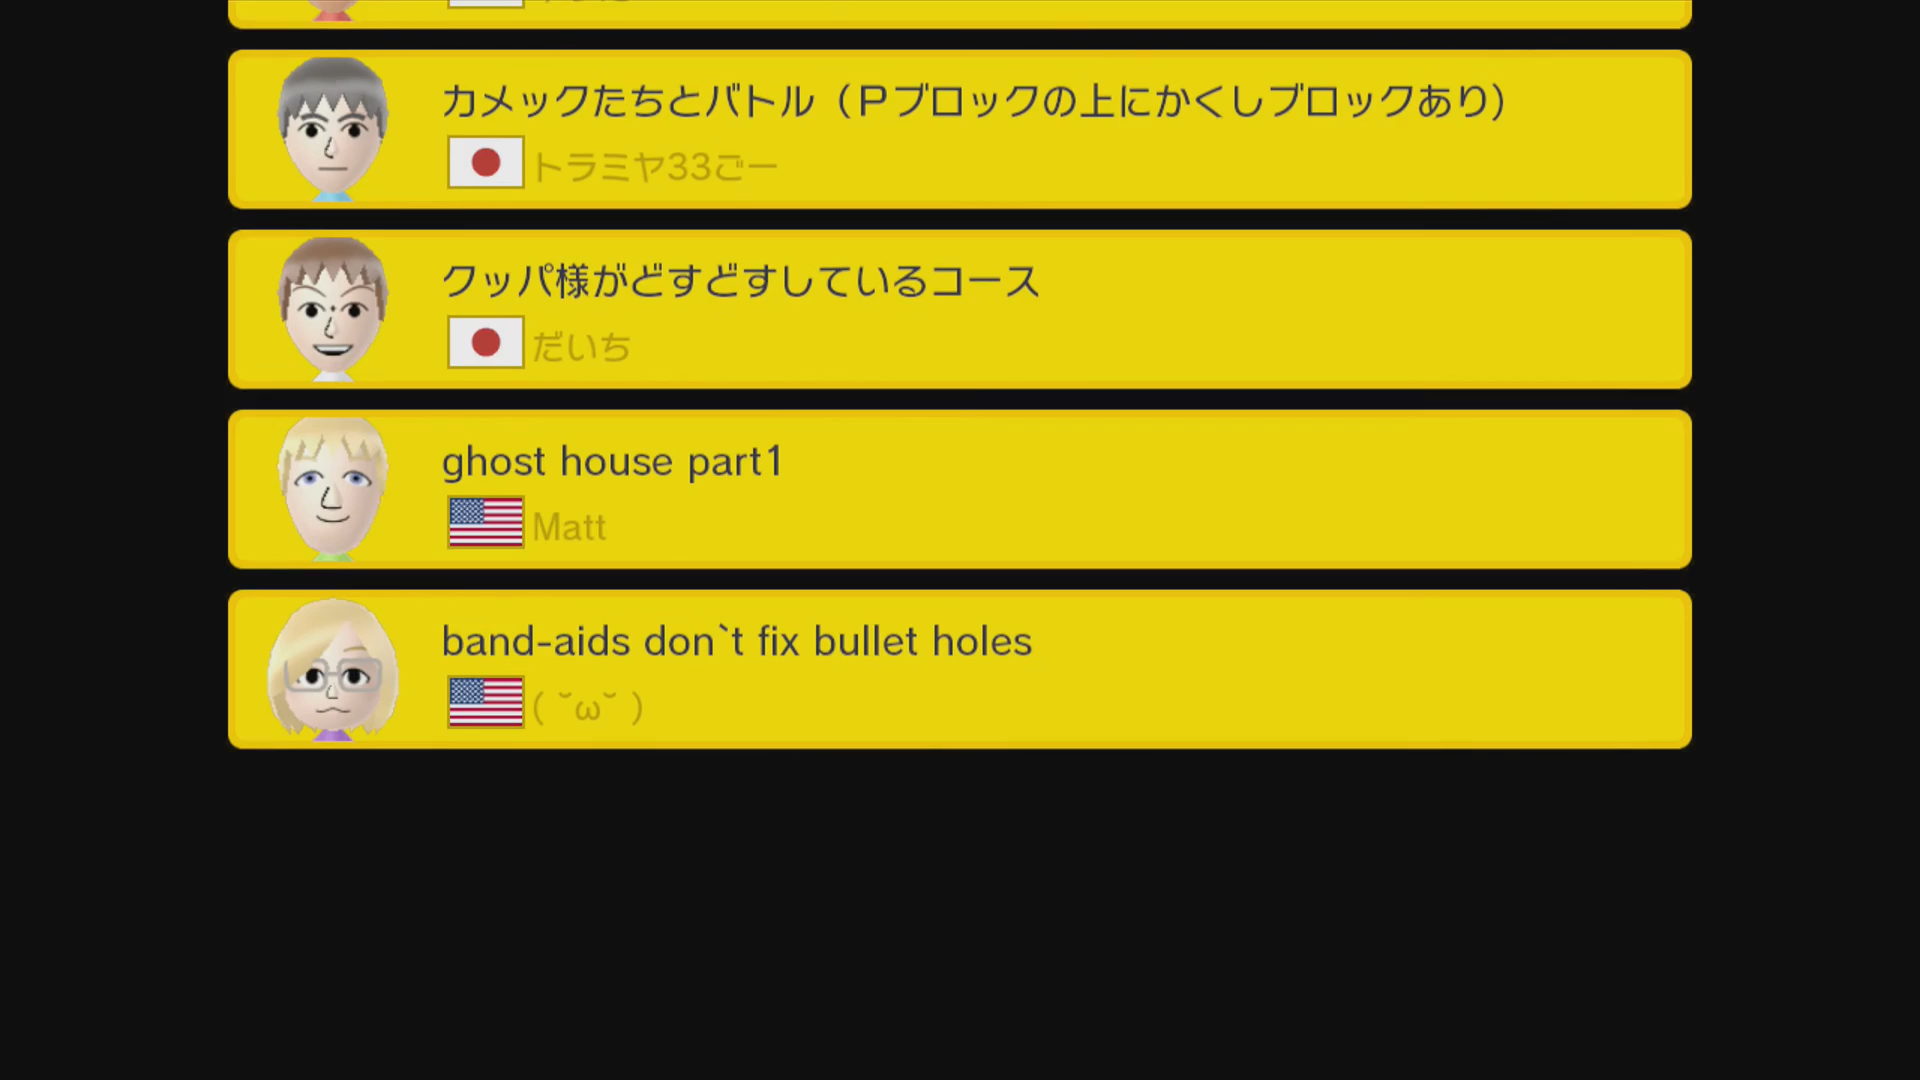 カメックたちとバトル（Pブロックの上にかくしブロックあり）
トラミヤ33ごー
クッパ様がどすどすしているコース
だいち
ghost house part1
Matt
band-aids don`t fix bullet holes
( ˘ω˘ )